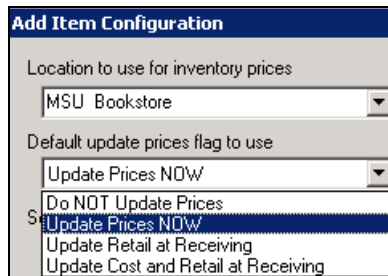 Add Item Configuration
Location to use for inventory prices
MSU Bookstore
Default update prices flag to use
Update Prices NOW
Do NOT Update Prices
Update Prices NOW
Update Retail at Receiving
Update Cost and Retail at Receiving